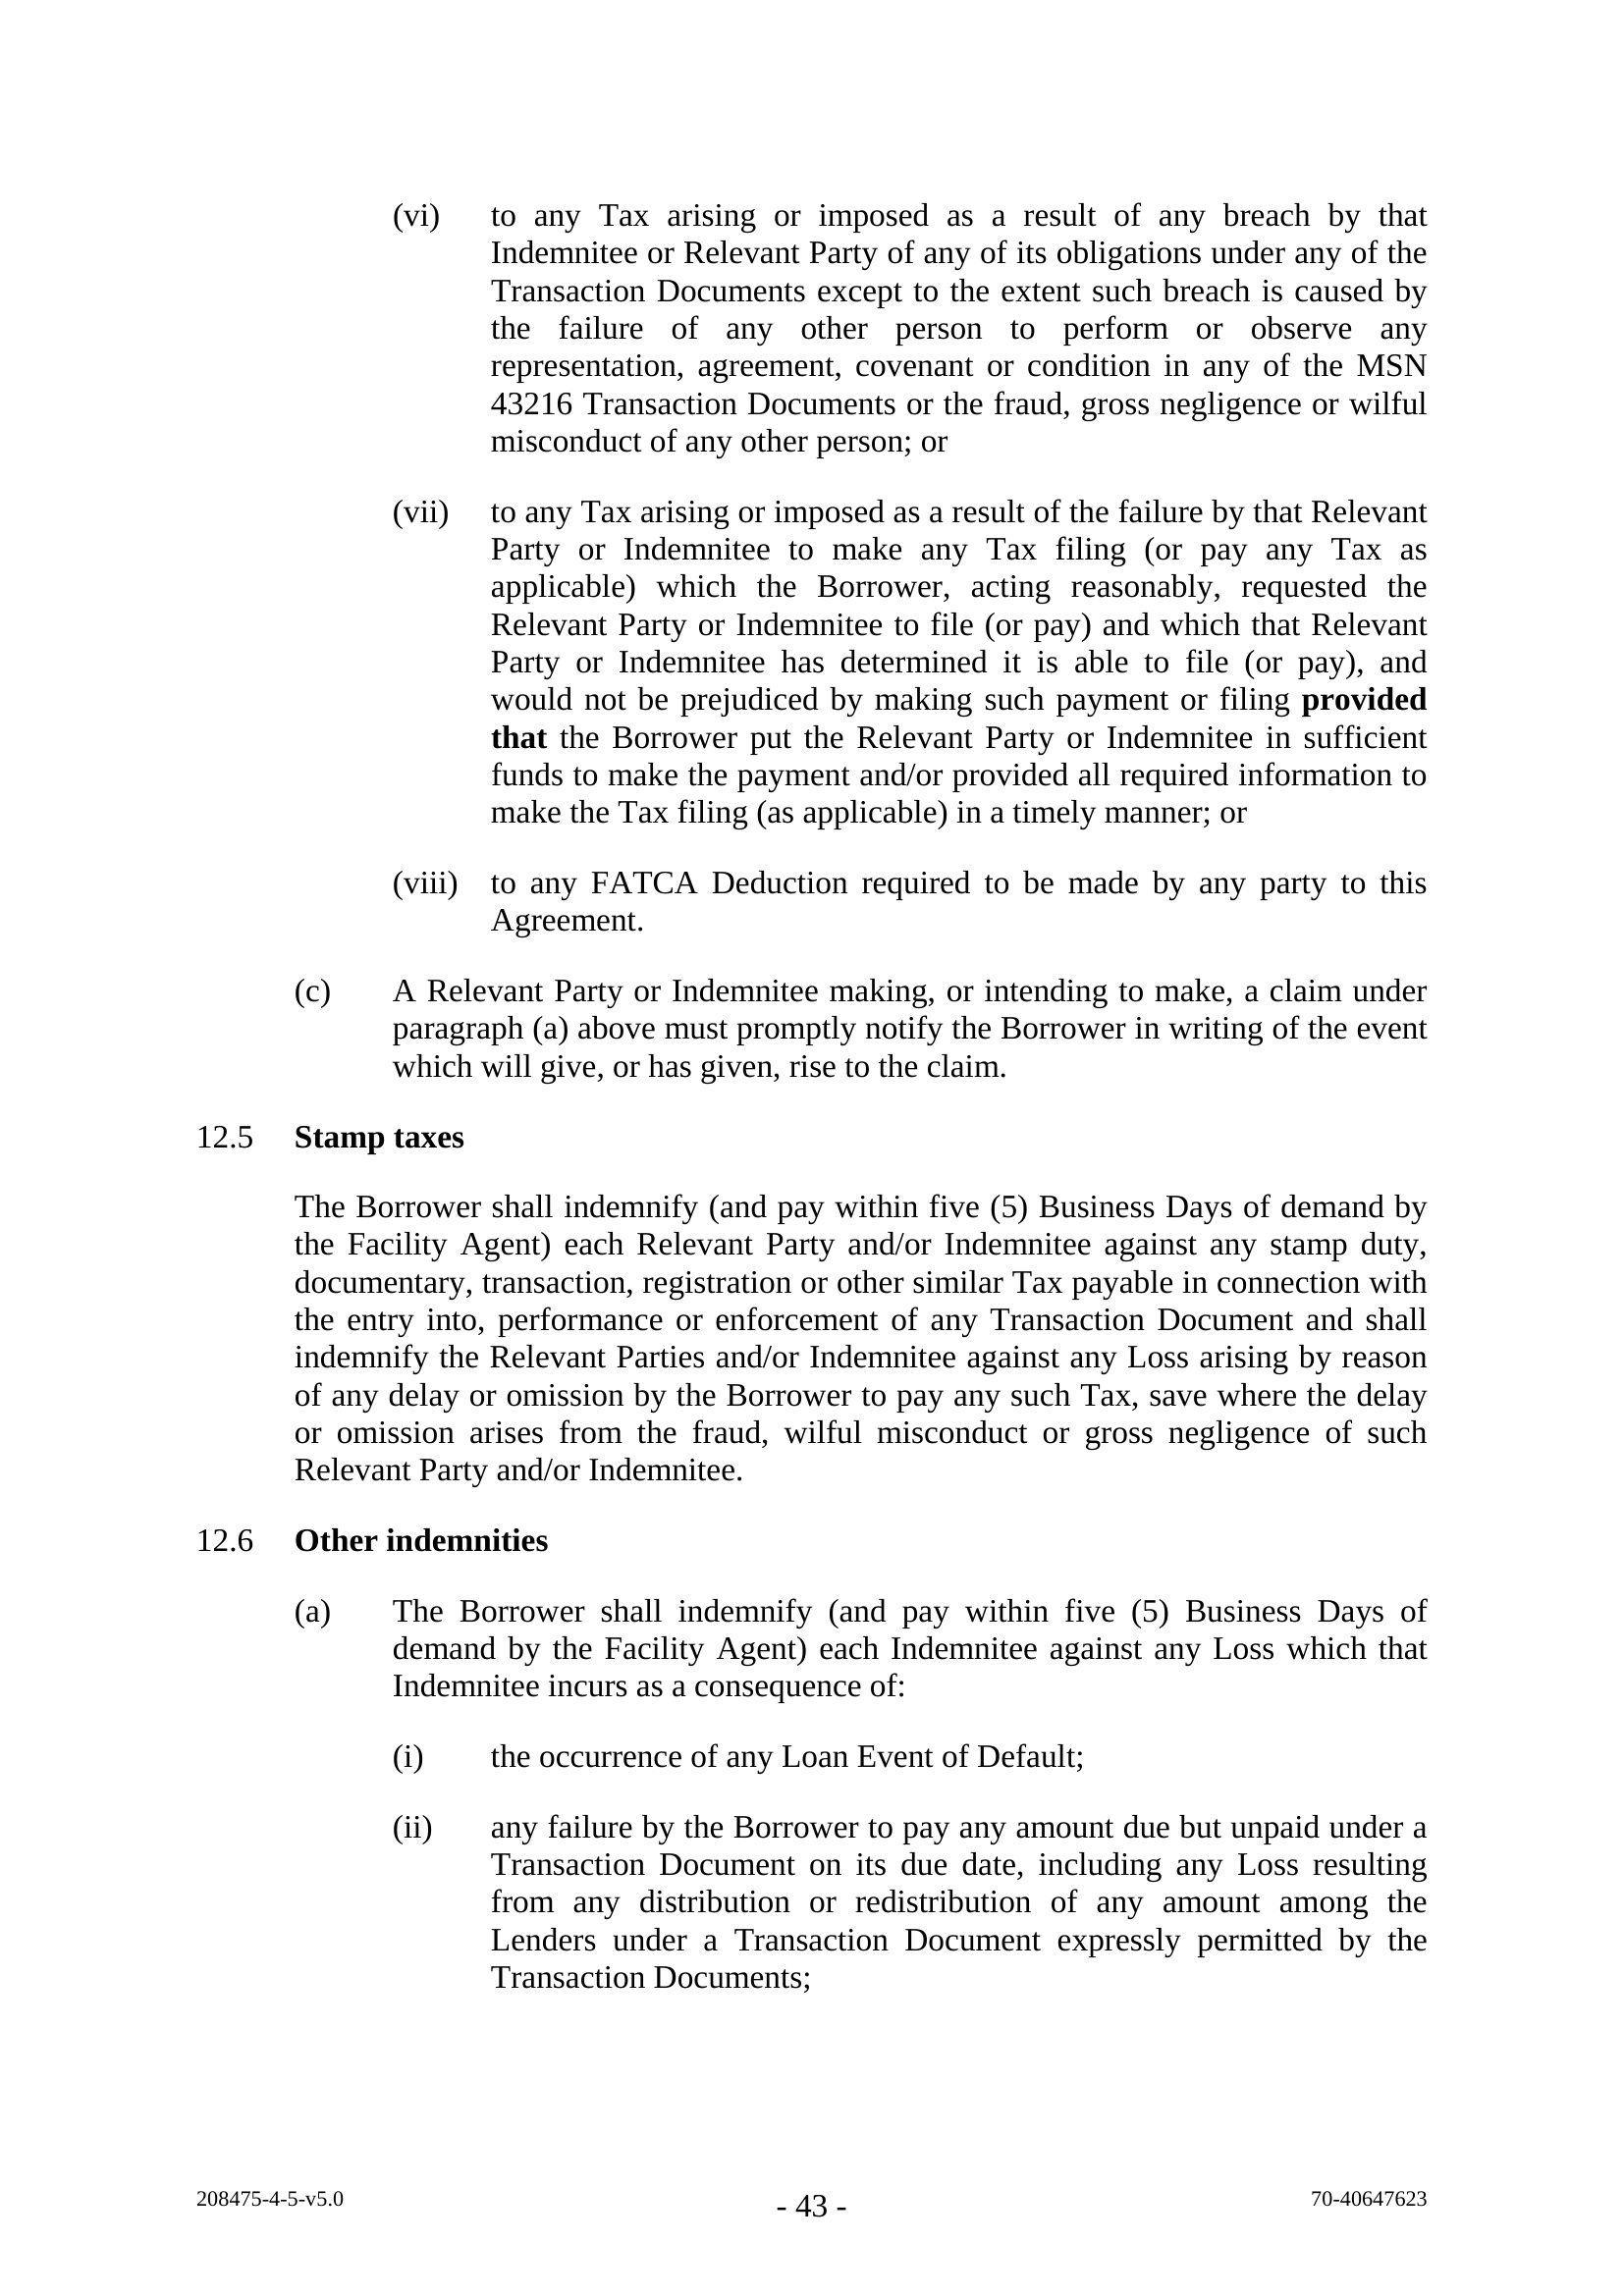 (vi) to any Tax arising or imposed as a result of any breach by that
Indemnitee or Relevant Party of any of its obligations under any of the
Transaction Documents except to the extent such breach is caused by
the failure of any other person to perform or observe any
representation, agreement, covenant or condition in any of the MSN
43216 Transaction Documents or the fraud, gross negligence or wilful
misconduct of any other person; or
(vii) to any Tax arising or imposed as a result of the failure by that Relevant
Party or Indemnitee to make any Tax filing (or pay any Tax as
applicable) which the Borrower, acting reasonably, requested the
Relevant Party or Indemnitee to file (or pay) and which that Relevant
Party or Indemnitee has determined it is able to file (or pay), and
would not be prejudiced by making such payment or filing provided
that the Borrower put the Relevant Party or Indemnitee in sufficient
funds to make the payment and/or provided all required information to
make the Tax filing (as applicable) in a timely manner; or
(viii) to any FATCA Deduction required to be made by any party to this
Agreement.
(c) A Relevant Party or Indemnitee making, or intending to make, a claim under
paragraph (a) above must promptly notify the Borrower in writing of the event
which will give, or has given, rise to the claim.
12.5 Stamp taxes
The Borrower shall indemnify (and pay within five (5) Business Days of demand by
the Facility Agent) each Relevant Party and/or Indemnitee against any stamp duty,
documentary, transaction, registration or other similar Tax payable in connection with
the entry into, performance or enforcement of any Transaction Document and shall
indemnify the Relevant Parties and/or Indemnitee against any Loss arising by reason
of any delay or omission by the Borrower to pay any such Tax, save where the delay
or omission arises from the fraud, wilful misconduct or gross negligence of such
Relevant Party and/or Indemnitee.
12.6 Other indemnities
(a) The Borrower shall indemnify (and pay within five (5) Business Days of
demand by the Facility Agent) each Indemnitee against any Loss which that
Indemnitee incurs as a consequence of:
(i) the occurrence of any Loan Event of Default;
(ii) any failure by the Borrower to pay any amount due but unpaid under a
Transaction Document on its due date, including any Loss resulting
from any distribution or redistribution of any amount among the
Lenders under a Transaction Document expressly permitted by the
Transaction Documents;
208475-4-5-v5.0 - 43 - 70-40647623